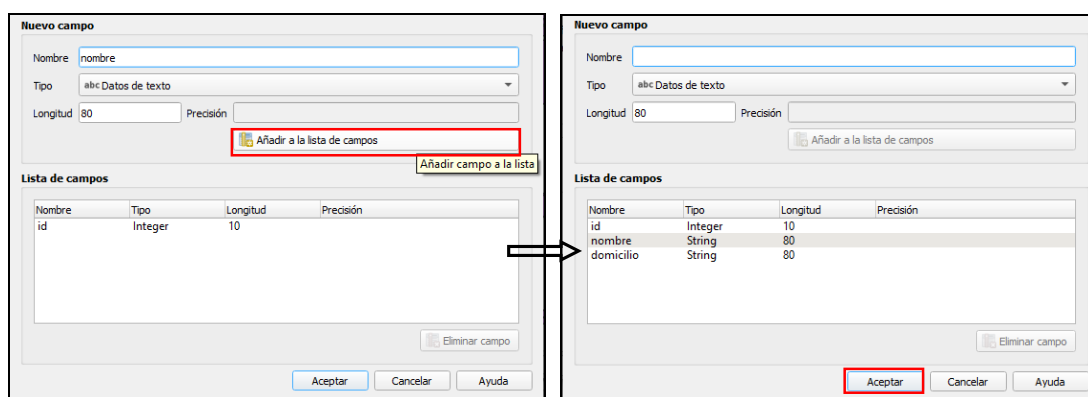 Nuevo campo
Nombre nombre
Tipo abc Datos de texto
Longitud 80 Precisión
Añadir a la lista de campos
Añadir campo a la lista
Lista de campos
Nombre Tipo Longitud Precisión
id Integer 10
Eliminar campo
Aceptar Cancelar Ayuda
Nuevo campo
Nombre
Tipo abc Datos de texto
Longitud 80 Precisión
Añadir a la lista de campos
Lista de campos
Nombre Tipo Longitud Precisión
id Integer 10
nombre String 80
domicilio String 80
Eliminar campo
Aceptar Cancelar Ayuda